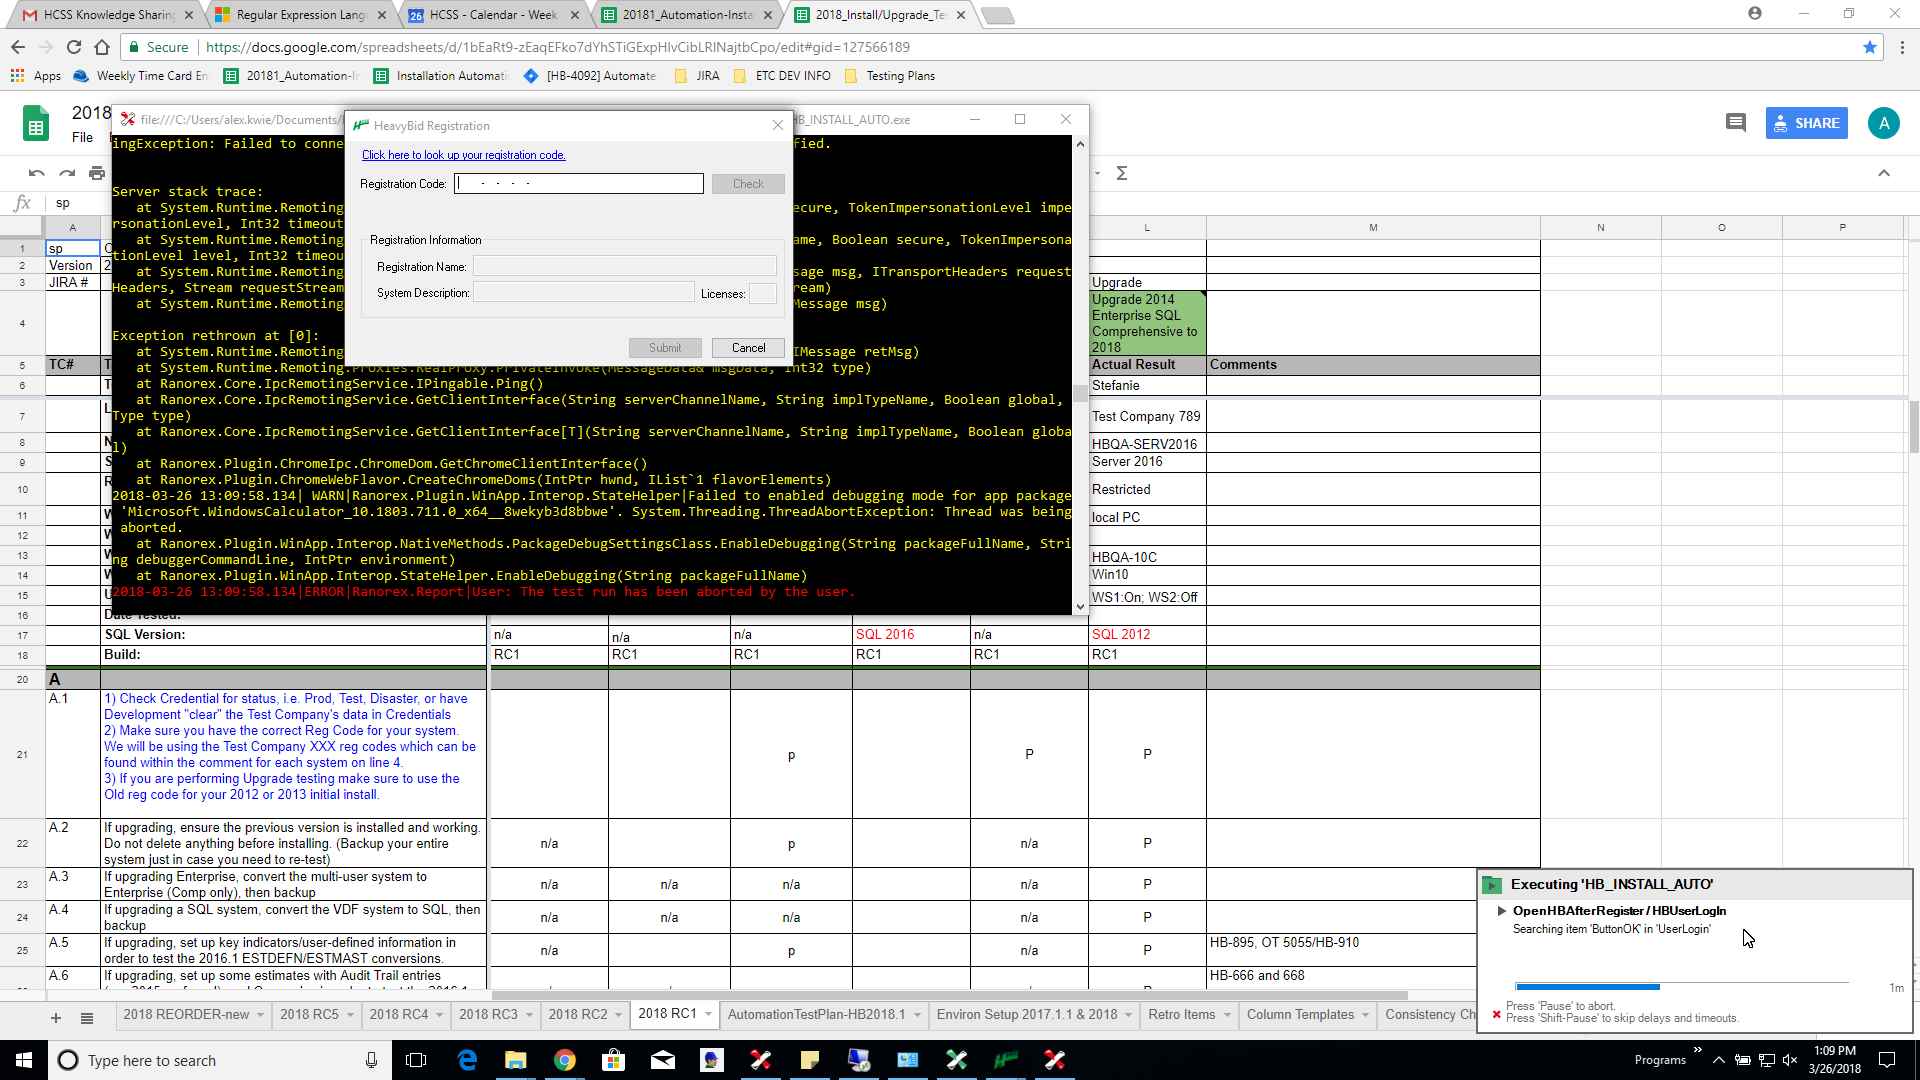 HCSS Knowledge Sharing
Regular Expression Lang
HCSS - Calendar - Week
20181_Automation-Insta
2018_Install/Upgrade_Te
Secure
https://docs.google.com/spreadsheets/d/1bEaRt9-zEaqEFko7dYhSTiGExpHIvCibLRINajtbCpo/edit#gid=127566189
Apps
Weekly Time Card En
20181_Automation-In
Installation Automati
[HB-4092] Automate
JIRA
ETC DEV INFO
Testing Plans
2018
File
SHARE
A
file:///C:/Users/alex.kwie/Documents/
HB_INSTALL_AUTO.exe
HeavyBid Registration
Click here to look up your registration code.
Registration Code:
- - - -
Check
Registration Information
Registration Name:
System Description:
Licenses:
Submit
Cancel
ingException: Failed to conne
fied.
Server stack trace:
at System.Runtime.Remoting
ecure, TokenImpersonationLevel impe
rsonationLevel, Int32 timeout
at System.Runtime.Remoting
ame, Boolean secure, TokenImpersona
tionLevel level, Int32 timeou
at System.Runtime.Remoting
sage msg, ITransportHeaders request
Headers, Stream requestStream
ream)
at System.Runtime.Remoting
Message msg)
Exception rethrown at [0]:
at System.Runtime.Remoting
IMessage retMsg)
at System.Runtime.Remoting.Proxies.RealProxy.PrivateInvoke(MessageData& msgData, Int32 type)
at Ranorex.Core.IpcRemotingService.IPingable.Ping()
at Ranorex.Core.IpcRemotingService.GetClientInterface(String serverChannelName, String implTypeName, Boolean global,
Type type)
at Ranorex.Core.IpcRemotingService.GetClientInterface[T](String serverChannelName, String implTypeName, Boolean globa
l)
at Ranorex.Plugin.ChromeIpc.ChromeDom.GetChromeClientInterface()
at Ranorex.Plugin.ChromeWebFlavor.CreateChromeDoms(IntPtr hwnd, IList`1 flavorElements)
2018-03-26 13:09:58.134| WARN|Ranorex.Plugin.WinApp.Interop.StateHelper|Failed to enabled debugging mode for app package
'Microsoft.WindowsCalculator_10.1803.711.0_x64__8wekyb3d8bbwe'. System.Threading.ThreadAbortException: Thread was being
aborted.
at Ranorex.Plugin.WinApp.Interop.NativeMethods.PackageDebugSettingsClass.EnableDebugging(String packageFullName, Stri
ng debuggerCommandLine, IntPtr environment)
at Ranorex.Plugin.WinApp.Interop.StateHelper.EnableDebugging(String packageFullName)
2018-03-26 13:09:58.134|ERROR|Ranorex.Report|User: The test run has been aborted by the user.
fx sp
A L M N O P
1 sp
2 Version 2
3 JIRA # Upgrade
4 Upgrade 2014
Enterprise SQL
Comprehensive to
2018
5 TC# T Actual Result Comments
6 T Stefanie
7 L Test Company 789
8 N HBQA-SERV2016
9 S Server 2016
10 R Restricted
11 W local PC
12 W
13 W HBQA-10C
14 W Win10
15 U WS1:On; WS2:Off
16 Date Tested:
17 SQL Version: n/a n/a n/a SQL 2016 n/a SQL 2012
18 Build: RC1 RC1 RC1 RC1 RC1 RC1
20 A
21 A.1 1) Check Credential for status, i.e. Prod, Test, Disaster, or have
Development "clear" the Test Company's data in Credentials
2) Make sure you have the correct Reg Code for your system.
We will be using the Test Company XXX reg codes which can be
found within the comment for each system on line 4.
3) If you are performing Upgrade testing make sure to use the
Old reg code for your 2012 or 2013 initial install.
p P P
22 A.2 If upgrading, ensure the previous version is installed and working.
Do not delete anything before installing. (Backup your entire
system just in case you need to re-test)
n/a p n/a P
23 A.3 If upgrading Enterprise, convert the multi-user system to
Enterprise (Comp only), then backup
n/a n/a n/a n/a P
24 A.4 If upgrading a SQL system, convert the VDF system to SQL, then
backup
n/a n/a n/a n/a P
25 A.5 If upgrading, set up key indicators/user-defined information in
order to test the 2016.1 ESTDEFN/ESTMAST conversions.
n/a p n/a P HB-895, OT 5055/HB-910
A.6 If upgrading, set up some estimates with Audit Trail entries
HB-666 and 668
Executing 'HB_INSTALL_AUTO'
OpenHBAfterRegister / HBUserLogIn
Searching item 'ButtonOK' in 'UserLogin'
1m
Press 'Pause' to abort.
Press 'Shift-Pause' to skip delays and timeouts.
2018 REORDER-new
2018 RC5
2018 RC4
2018 RC3
2018 RC2
2018 RC1
AutomationTestPlan-HB2018.1
Environ Setup 2017.1.1 & 2018
Retro Items
Column Templates
Consistency Ch
Type here to search
Programs
1:09 PM
3/26/2018